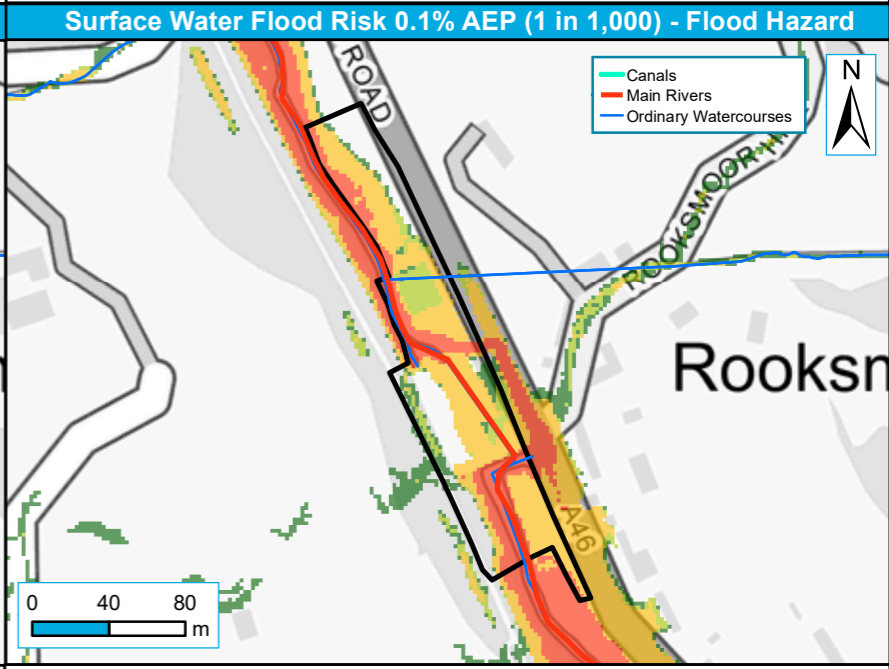 Surface Water Flood Risk 0.1% AEP (1 in 1,000) - Flood Hazard
ROAD
Canals
Main Rivers
Ordinary Watercourses
N
ROOKSMOOR H
Rooksm
A46
0 40 80
m